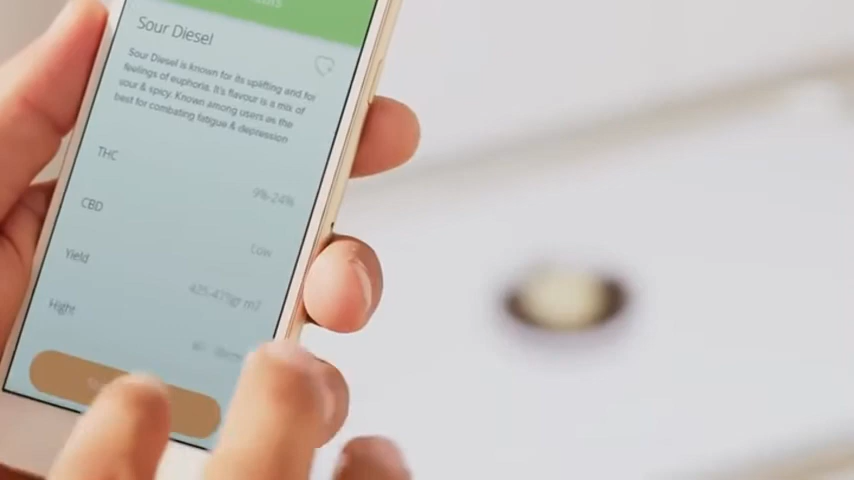 Sour Diesel
Sour Diesel is known for its uplifting and for
feelings of euphoria. It's flavour is a mix of
sour & spicy. Known among users as the
best for combating fatigue & depression
THC
9%-24%
CBD
Low
Yield
m2
Hight